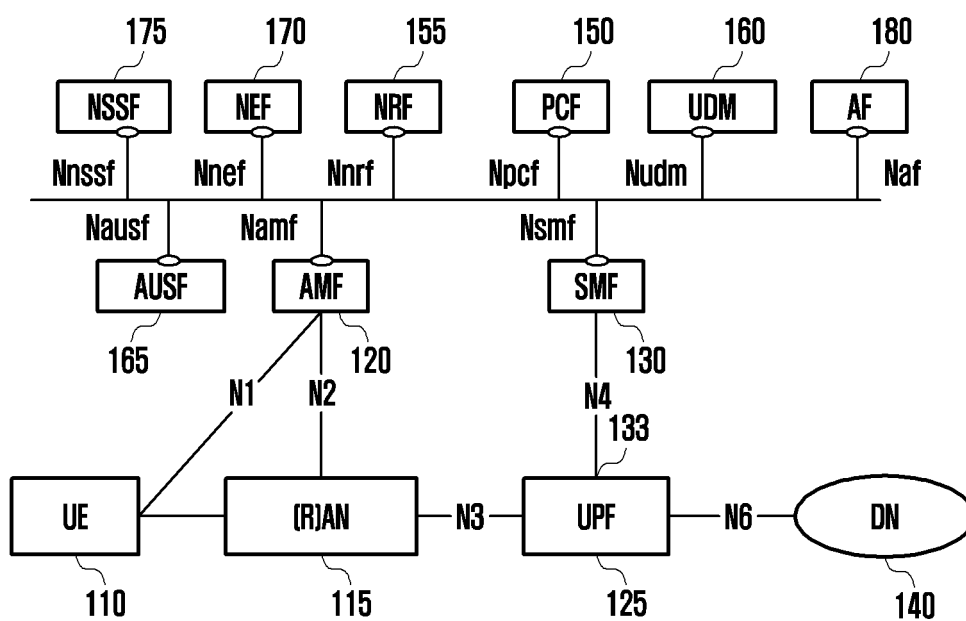 175 170 155 150 160 180
NSSF NEF NRF PCF UDM AF
Nnssf Nnef Nnrf Npcf Nudm Naf
Nausf Namf Nsmf
AUSF AMF SMF
165 120 130
N1 N2 N4
133
UE (R)AN N3 UPF N6 DN
110 115 125 140